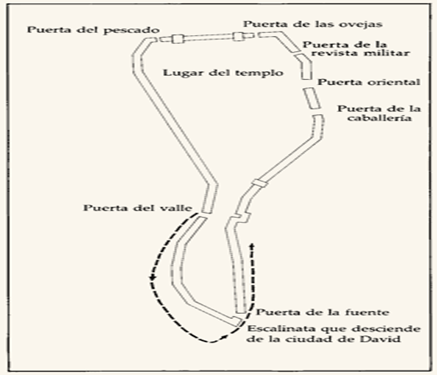 Puerta de las ovejas
Puerta del pescado
Puerta de la
revista militar
Lugar del templo
Puerta oriental
Puerta de la
caballería
Puerta del valle
Puerta de la fuente
Escalinata que desciende
de la ciudad de David